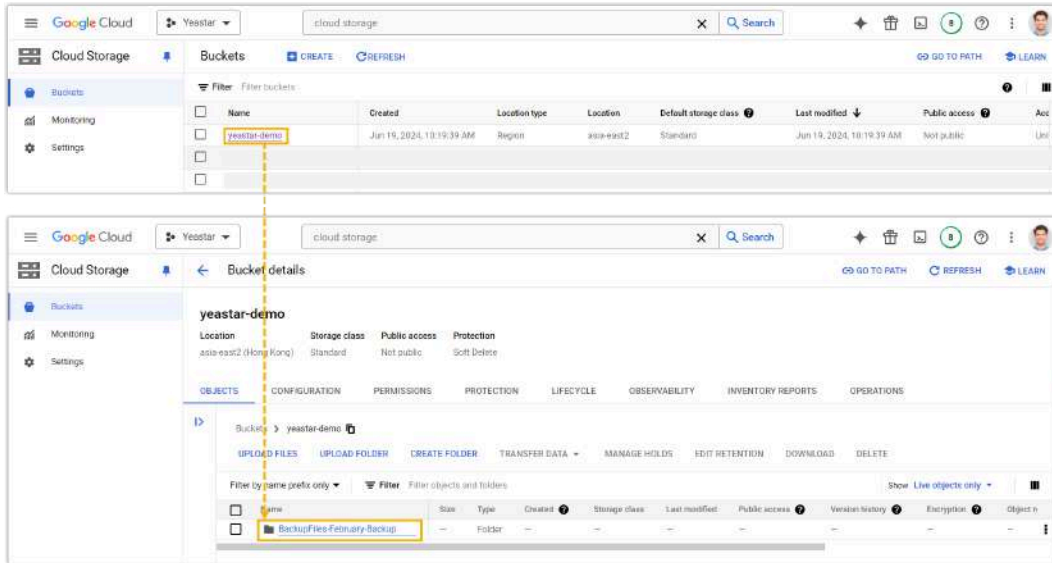 Google Cloud Yeastar cloud storage Search 8
Cloud Storage Buckets CREATE REFRESH GO TO PATH LEARN
Buckets Filter Filter buckets
Monitoring Name Created Location type Location Default storage class Last modified Public access
yeastar-demo Jun 19, 2024, 10:19:39 AM Region asia-east2 Standard Jun 19, 2024, 10:19:39 AM Not public
Settings
Google Cloud Yeastar cloud storage Search 8
Cloud Storage Bucket details GO TO PATH REFRESH LEARN
Buckets
yeastar-demo
Monitoring Location Storage class Public access Protection
asia-east2 (Hong Kong) Standard Not public Soft Delete
Settings
OBJECTS CONFIGURATION PERMISSIONS PROTECTION LIFECYCLE OBSERVABILITY INVENTORY REPORTS OPERATIONS
Buckets > yeastar-demo
UPLOAD FILES UPLOAD FOLDER CREATE FOLDER TRANSFER DATA MANAGE HOLDS EDIT RETENTION DOWNLOAD DELETE
Filter by name prefix only Filter Filter objects and folders Show Live objects only
Name Size Type Created Storage class Last modified Public access Version history Encryption Object n
BackupFiles-February-Backup — Folder — — — — — — —